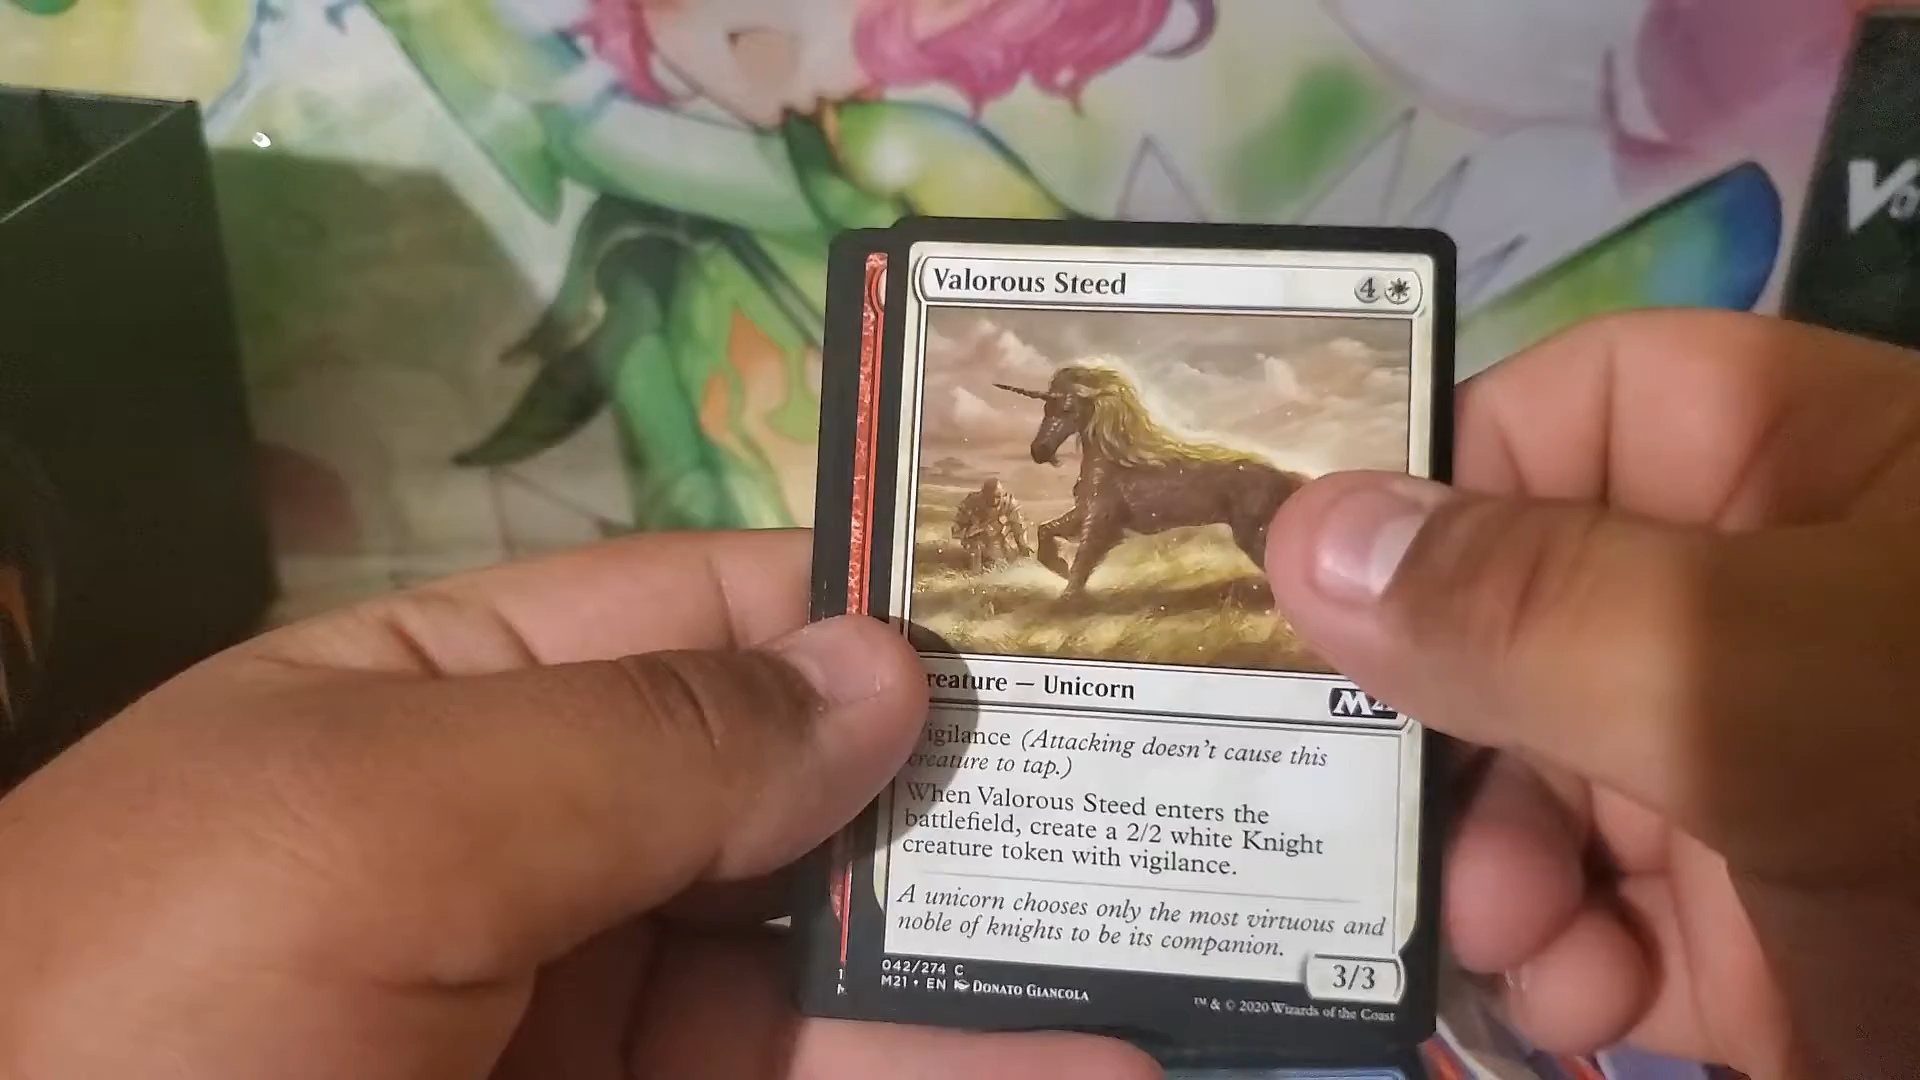 Valorous Steed 4
reature — Unicorn
igilance (Attacking doesn't cause this
creature to tap.)
When Valorous Steed enters the
battlefield, create a 2/2 white Knight
creature token with vigilance.
A unicorn chooses only the most virtuous and
noble of knights to be its companion.
3/3
042/274 C
M21 • EN Donato Giancola
™ & © 2020 Wizards of the Coast